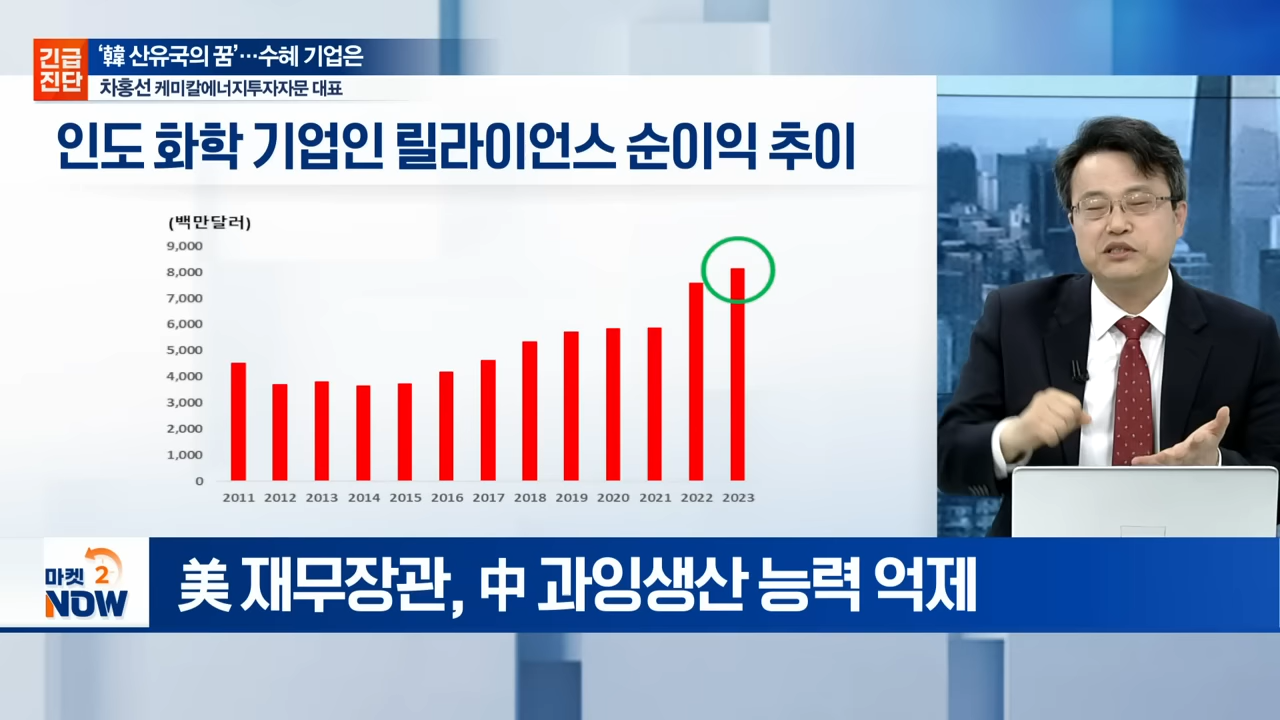 긴급
진단
‘韓 산유국의 꿈’…수혜 기업은
차홍선 케미칼에너지투자자문 대표
인도 화학 기업인 릴라이언스 순이익 추이
(백만달러)
9,000
8,000
7,000
6,000
5,000
4,000
3,000
2,000
1,000
0
2011 2012 2013 2014 2015 2016 2017 2018 2019 2020 2021 2022 2023
마켓 2
NOW
美 재무장관, 中 과잉생산 능력 억제